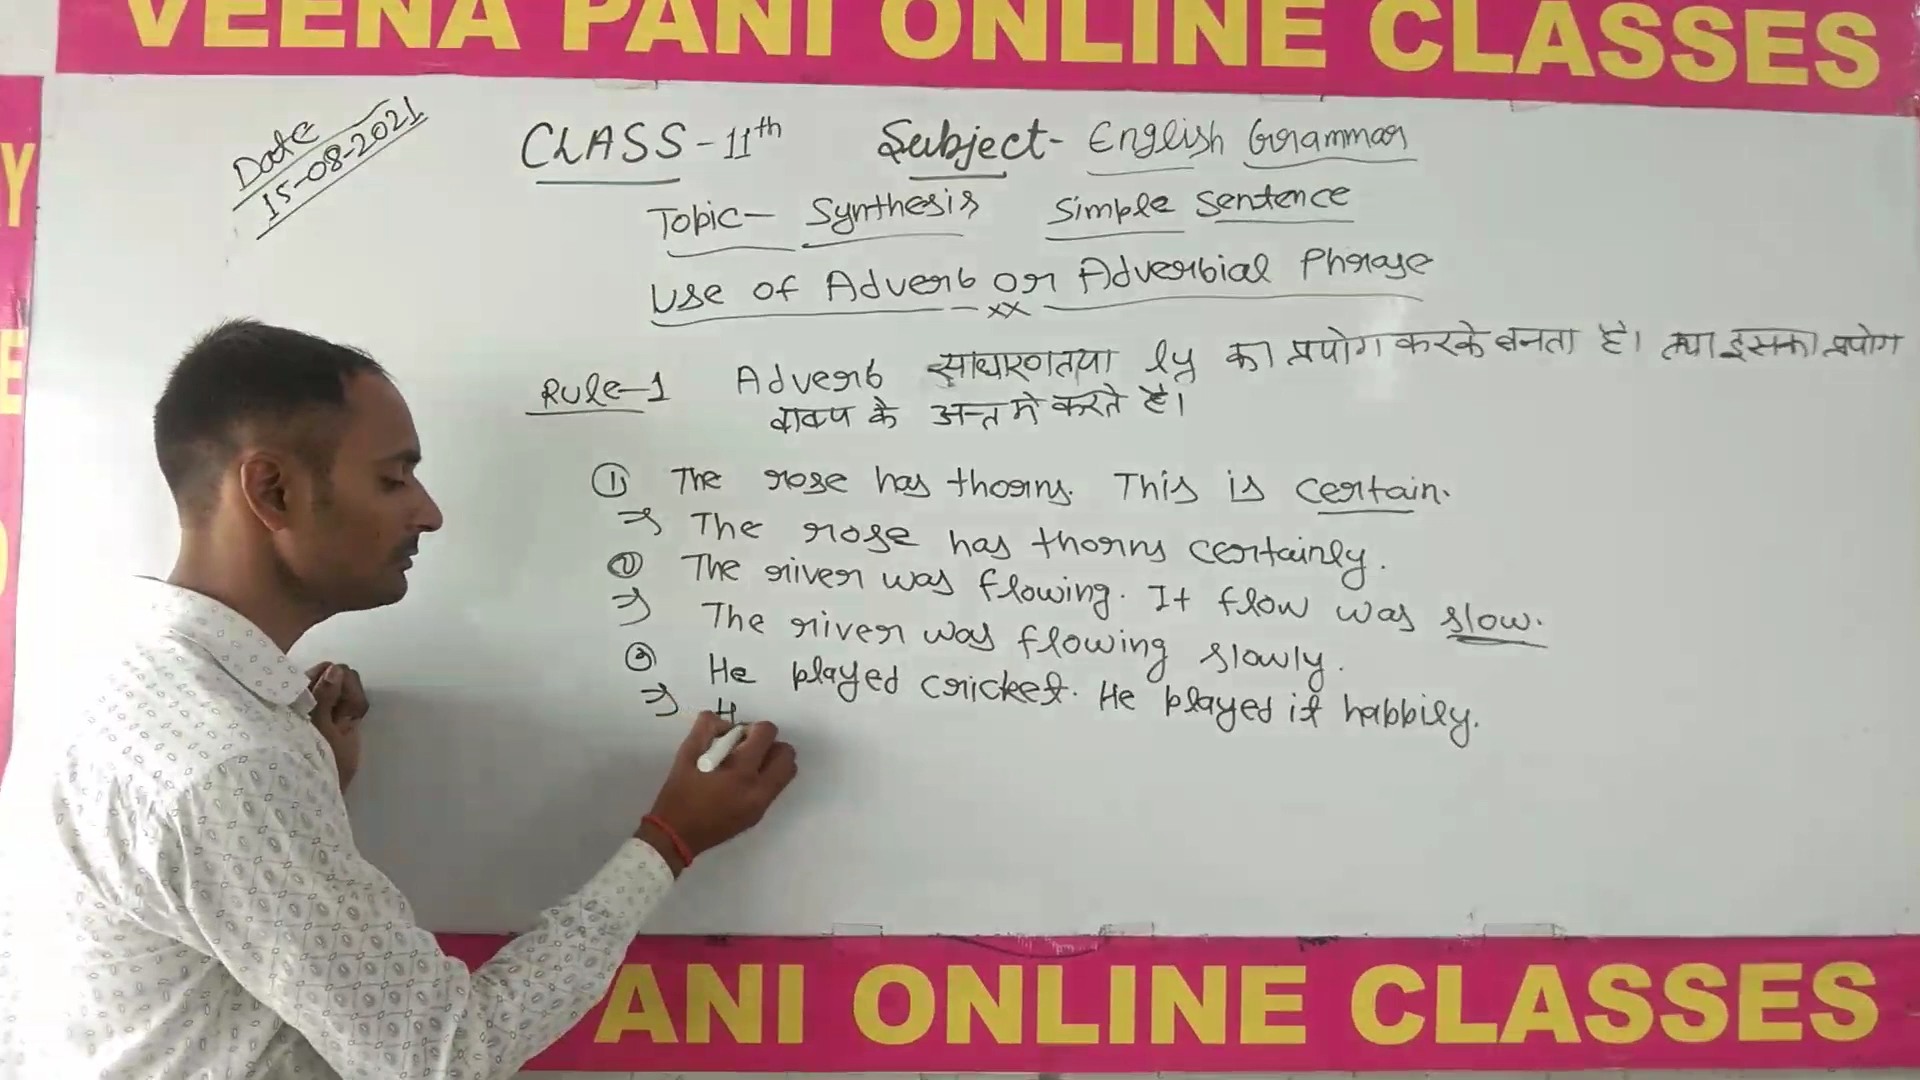 VEENA PANI ONLINE CLASSES
Date
15-08-2021
CLASS - 11th Subject - English Grammar
Topic - Synthesis Simple Sentence
Use of Adverb or Adverbial Phrase
Rule-1 Adverb साधारणतया ly का प्रयोग करके बनता है। तथा इसका प्रयोग
वाक्य के अन्त मे करते है।
① The rose has thorns. This is certain.
⇒ The rose has thorns certainly.
② The river was flowing. It flow was slow.
⇒ The river was flowing slowly.
③ He played cricket. He played it happily.
⇒ H
PANI ONLINE CLASSES